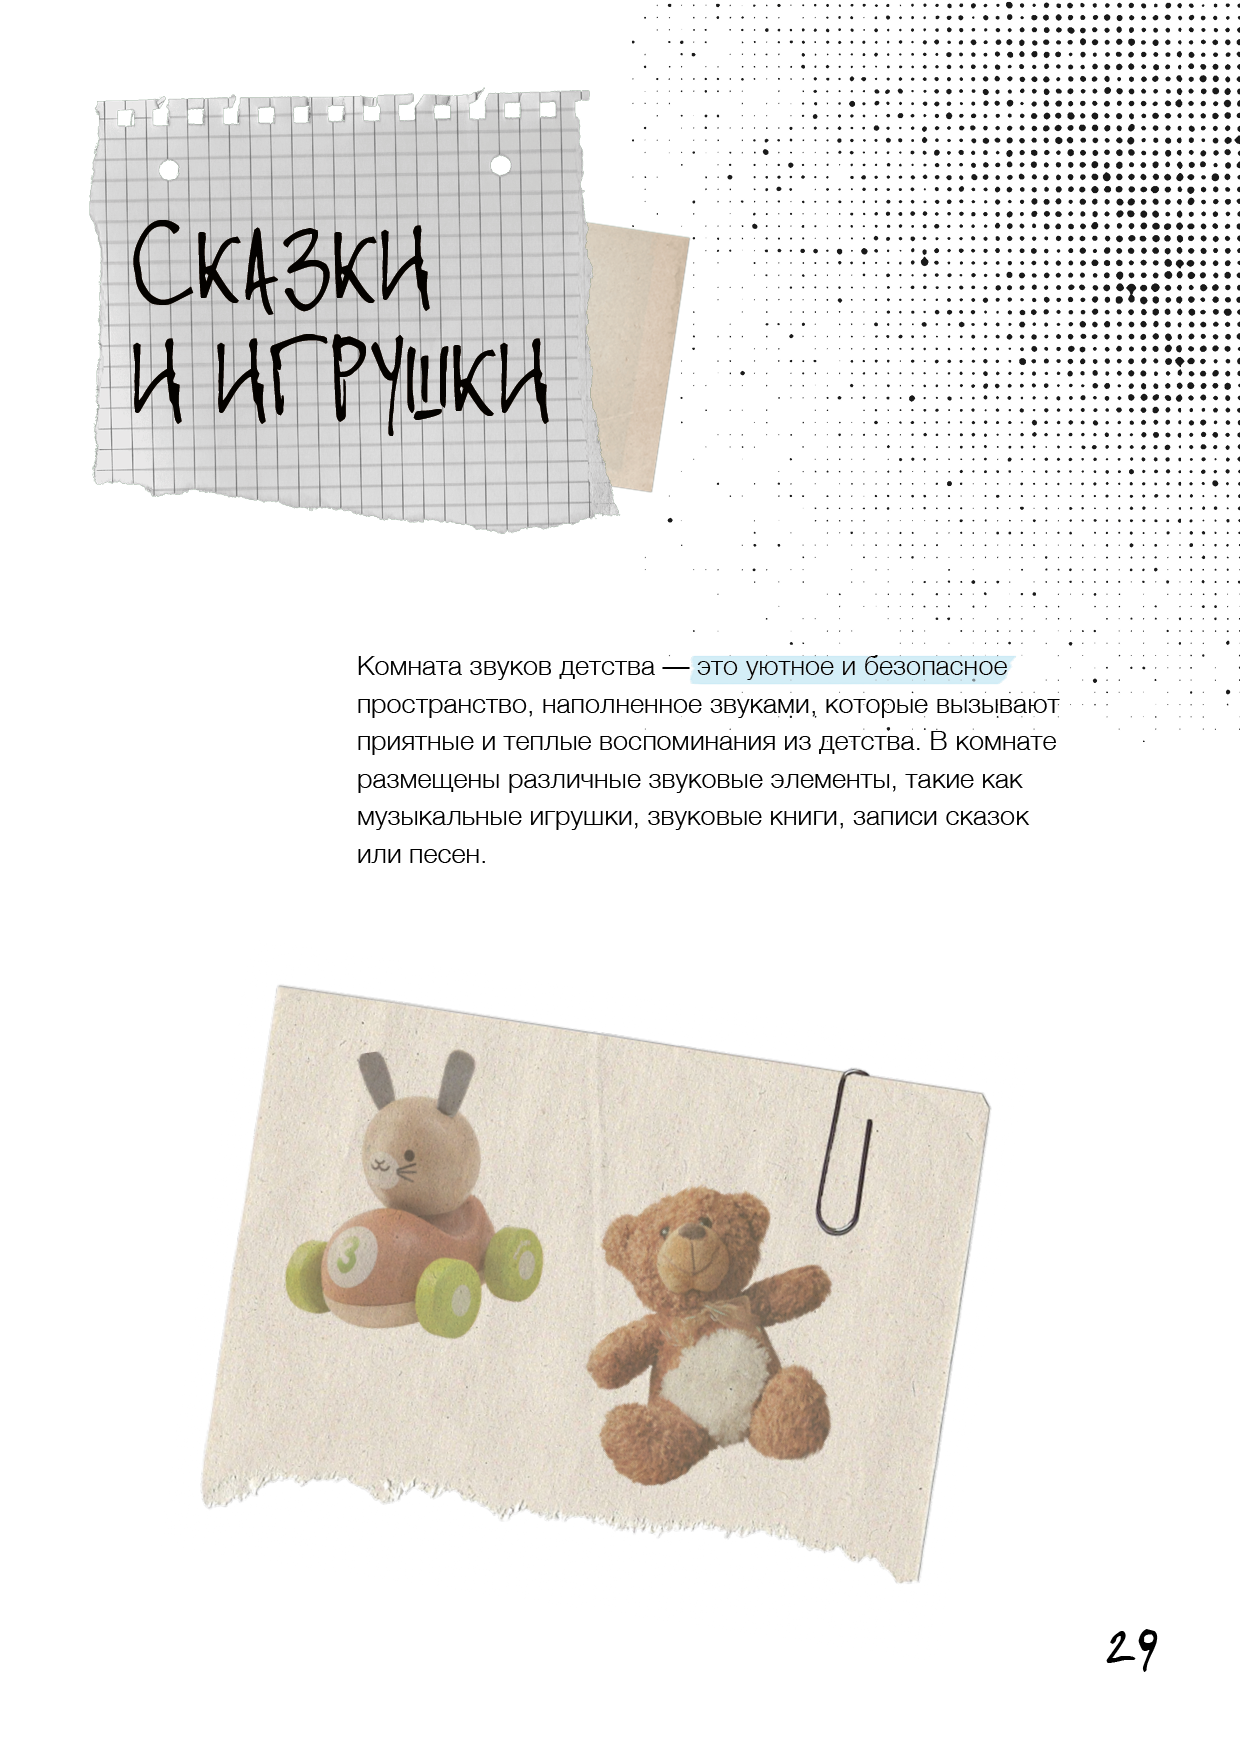 Сказки
и игрушки
Комната звуков детства — это уютное и безопасное
пространство, наполненное звуками, которые вызывают
приятные и теплые воспоминания из детства. В комнате
размещены различные звуковые элементы, такие как
музыкальные игрушки, звуковые книги, записи сказок
или песен.
3
29